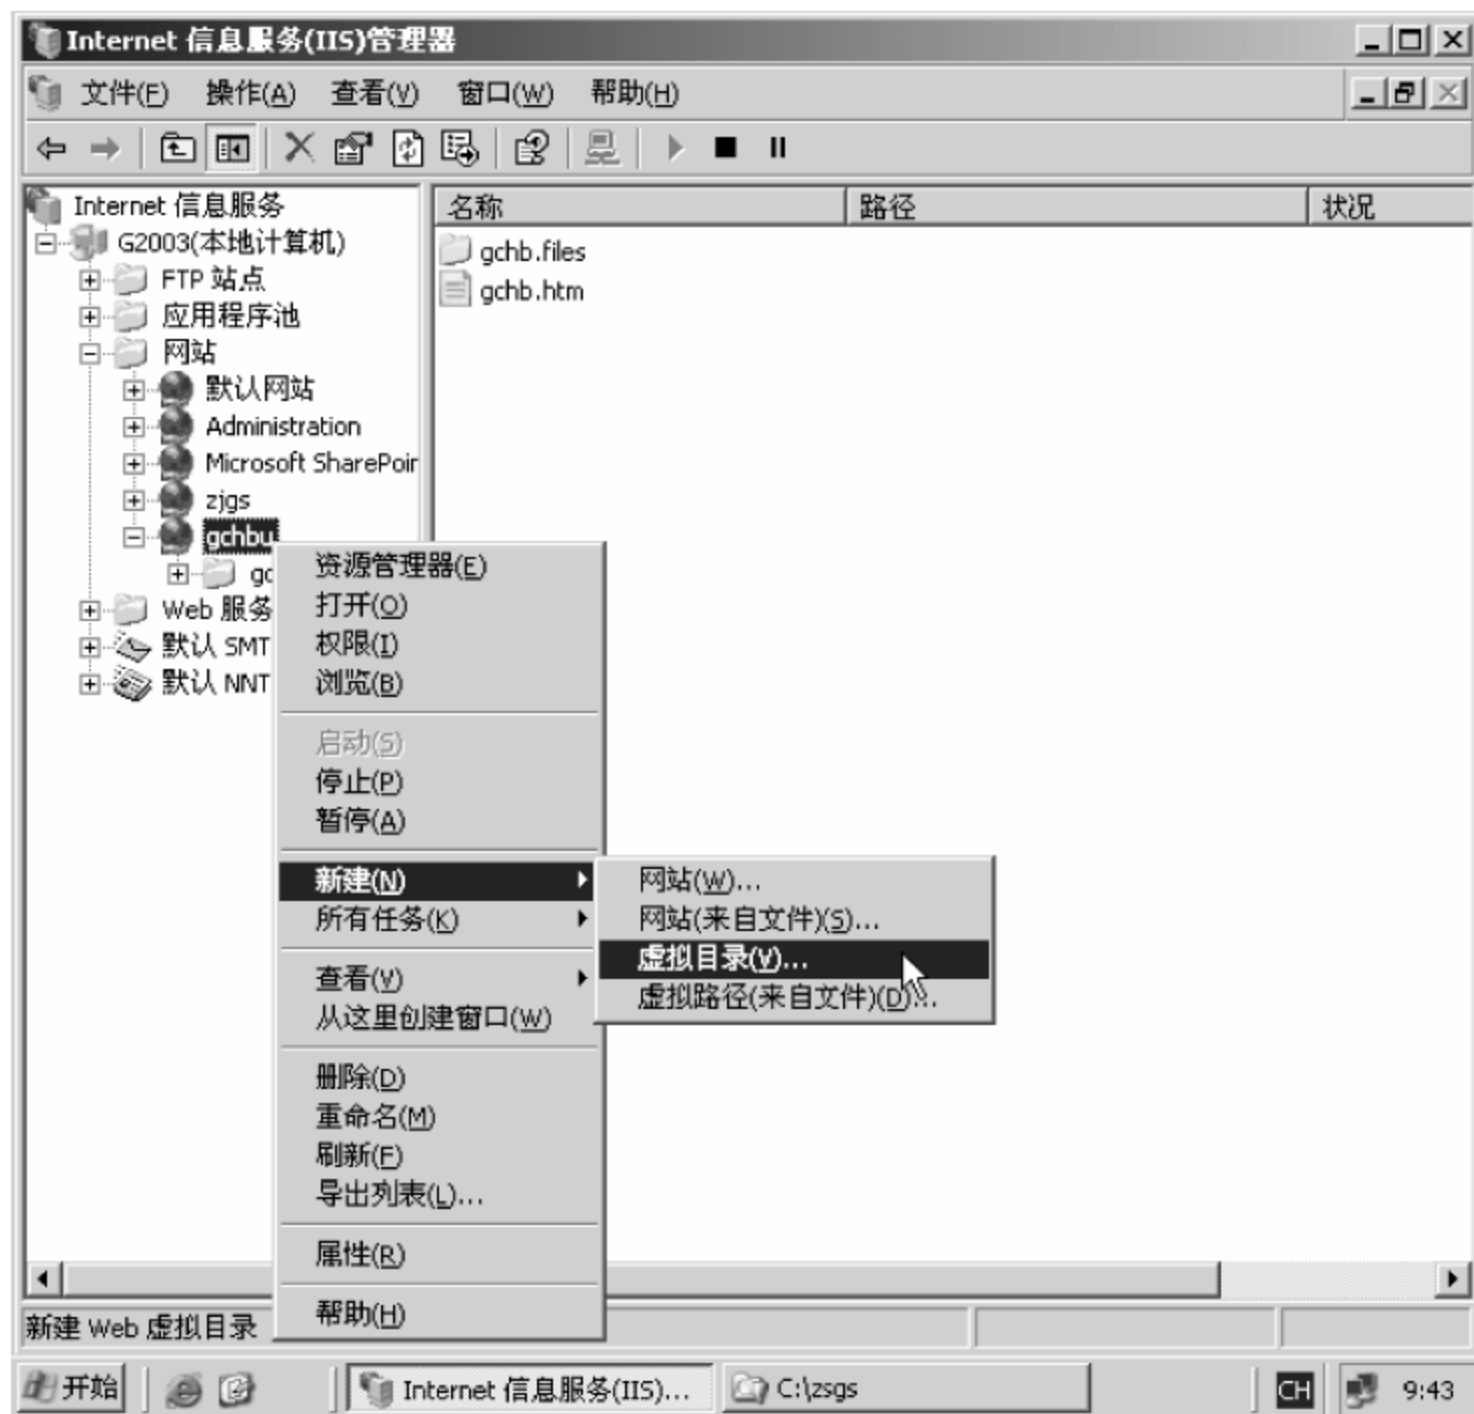 Internet 信息服务(IIS)管理器
文件(F) 操作(A) 查看(V) 窗口(W) 帮助(H)
Internet 信息服务
名称 路径 状况
G2003(本地计算机)
gchb.files
FTP 站点
gchb.htm
应用程序池
网站
默认网站
Administration
Microsoft SharePoir
zjgs
gchbu
gc
Web 服务
默认 SMT
默认 NNT
资源管理器(E)
打开(O)
权限(I)
浏览(B)
启动(S)
停止(P)
暂停(A)
新建(N)
所有任务(K)
查看(V)
从这里创建窗口(W)
删除(D)
重命名(M)
刷新(F)
导出列表(L)...
属性(R)
帮助(H)
网站(W)...
网站(来自文件)(S)...
虚拟目录(V)...
虚拟路径(来自文件)(D)...
新建 Web 虚拟目录
开始 Internet 信息服务(IIS)... C:\zsgs CH 9:43